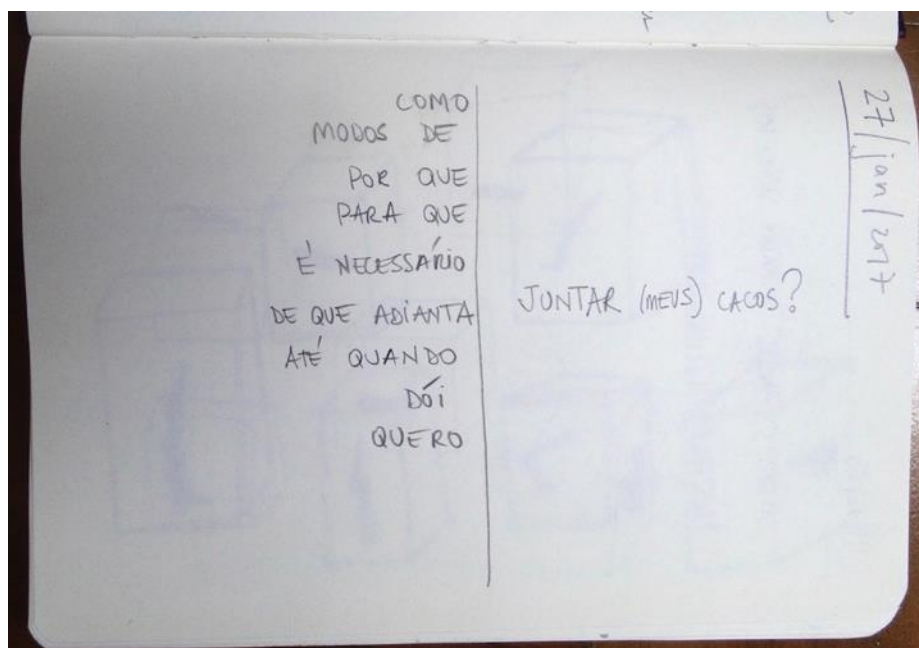 COMO
MODOS DE
POR QUE
PARA QUE
É NECESSÁRIO
DE QUE ADIANTA
ATÉ QUANDO
DÓI
QUERO
JUNTAR (MEUS) CACOS?
27/jan/2017